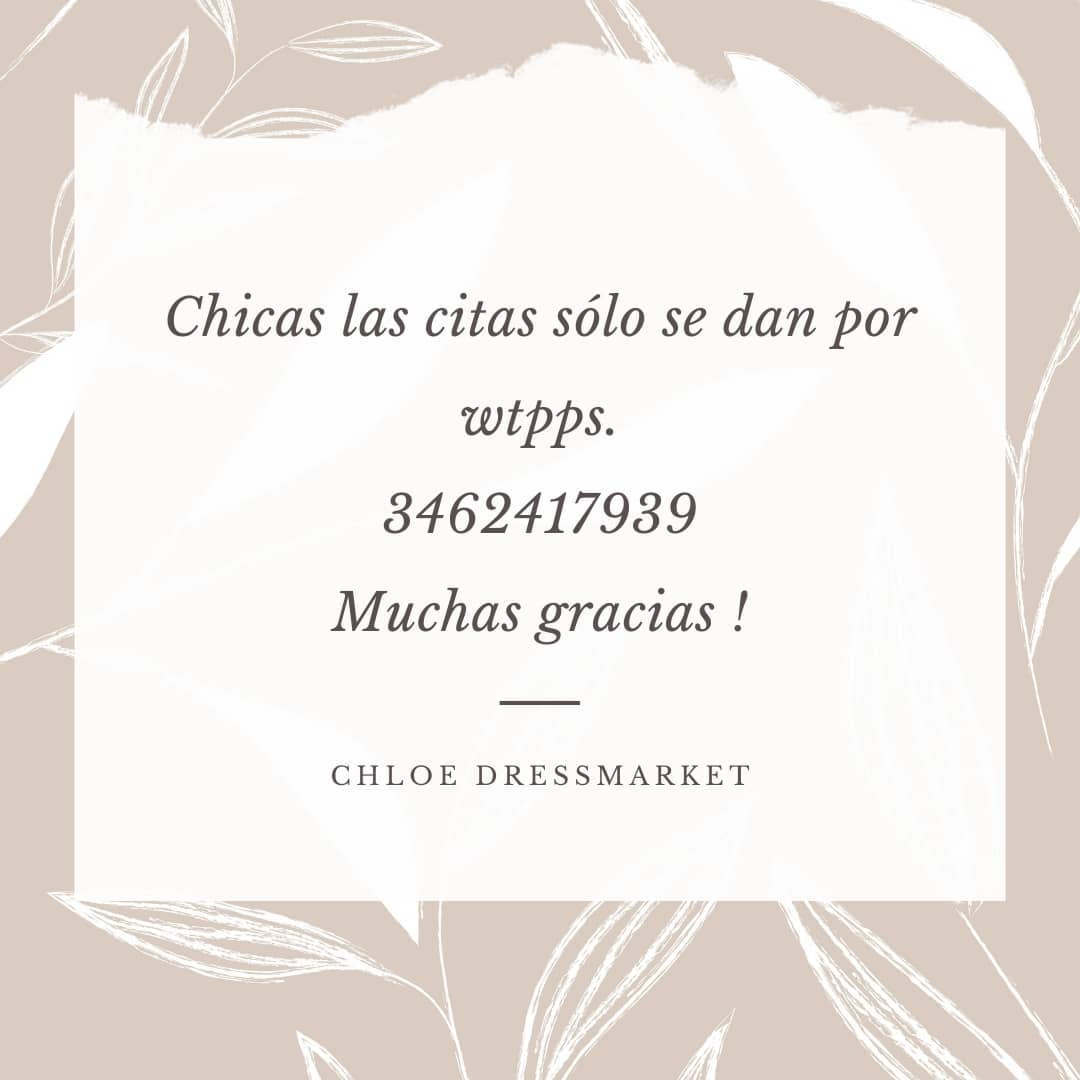 Chicas las citas sólo se dan por
wtpps.
3462417939
Muchas gracias !
CHLOE DRESSMARKET